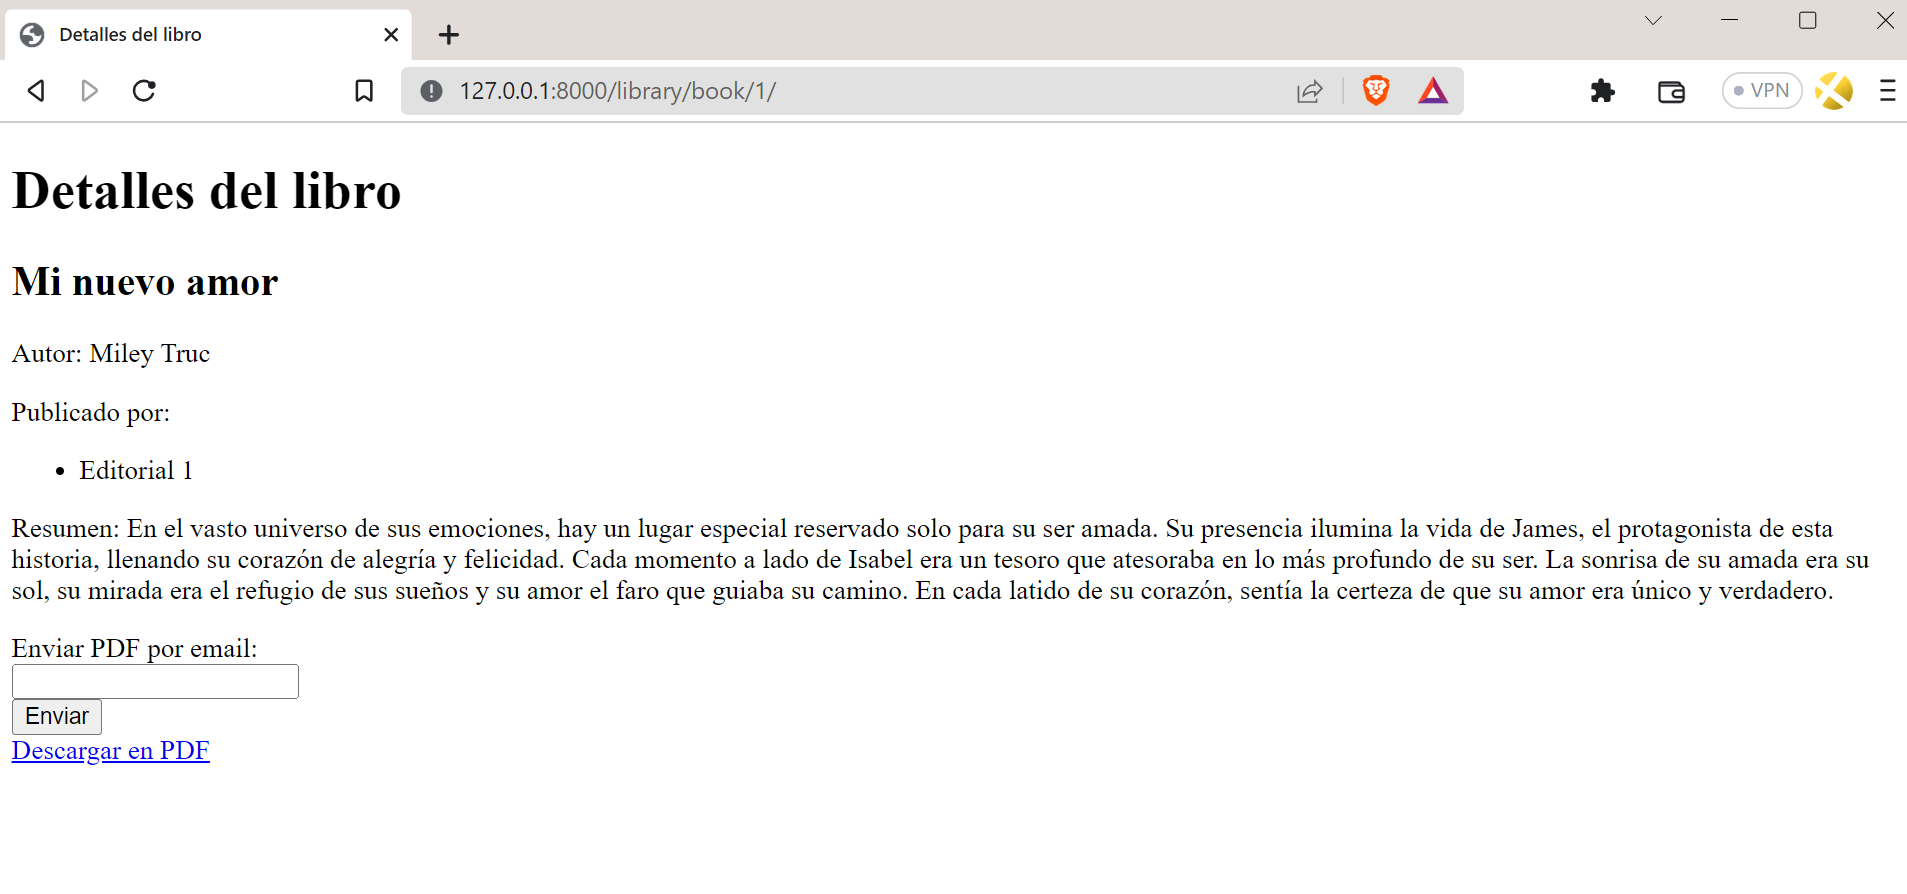 Detalles del libro
127.0.0.1:8000/library/book/1/
VPN
Detalles del libro
Mi nuevo amor
Autor: Miley Truc
Publicado por:
• Editorial 1
Resumen: En el vasto universo de sus emociones, hay un lugar especial reservado solo para su ser amada. Su presencia ilumina la vida de James, el protagonista de esta
historia, llenando su corazón de alegría y felicidad. Cada momento a lado de Isabel era un tesoro que atesoraba en lo más profundo de su ser. La sonrisa de su amada era su
sol, su mirada era el refugio de sus sueños y su amor el faro que guiaba su camino. En cada latido de su corazón, sentía la certeza de que su amor era único y verdadero.
Enviar PDF por email:
Enviar
Descargar en PDF